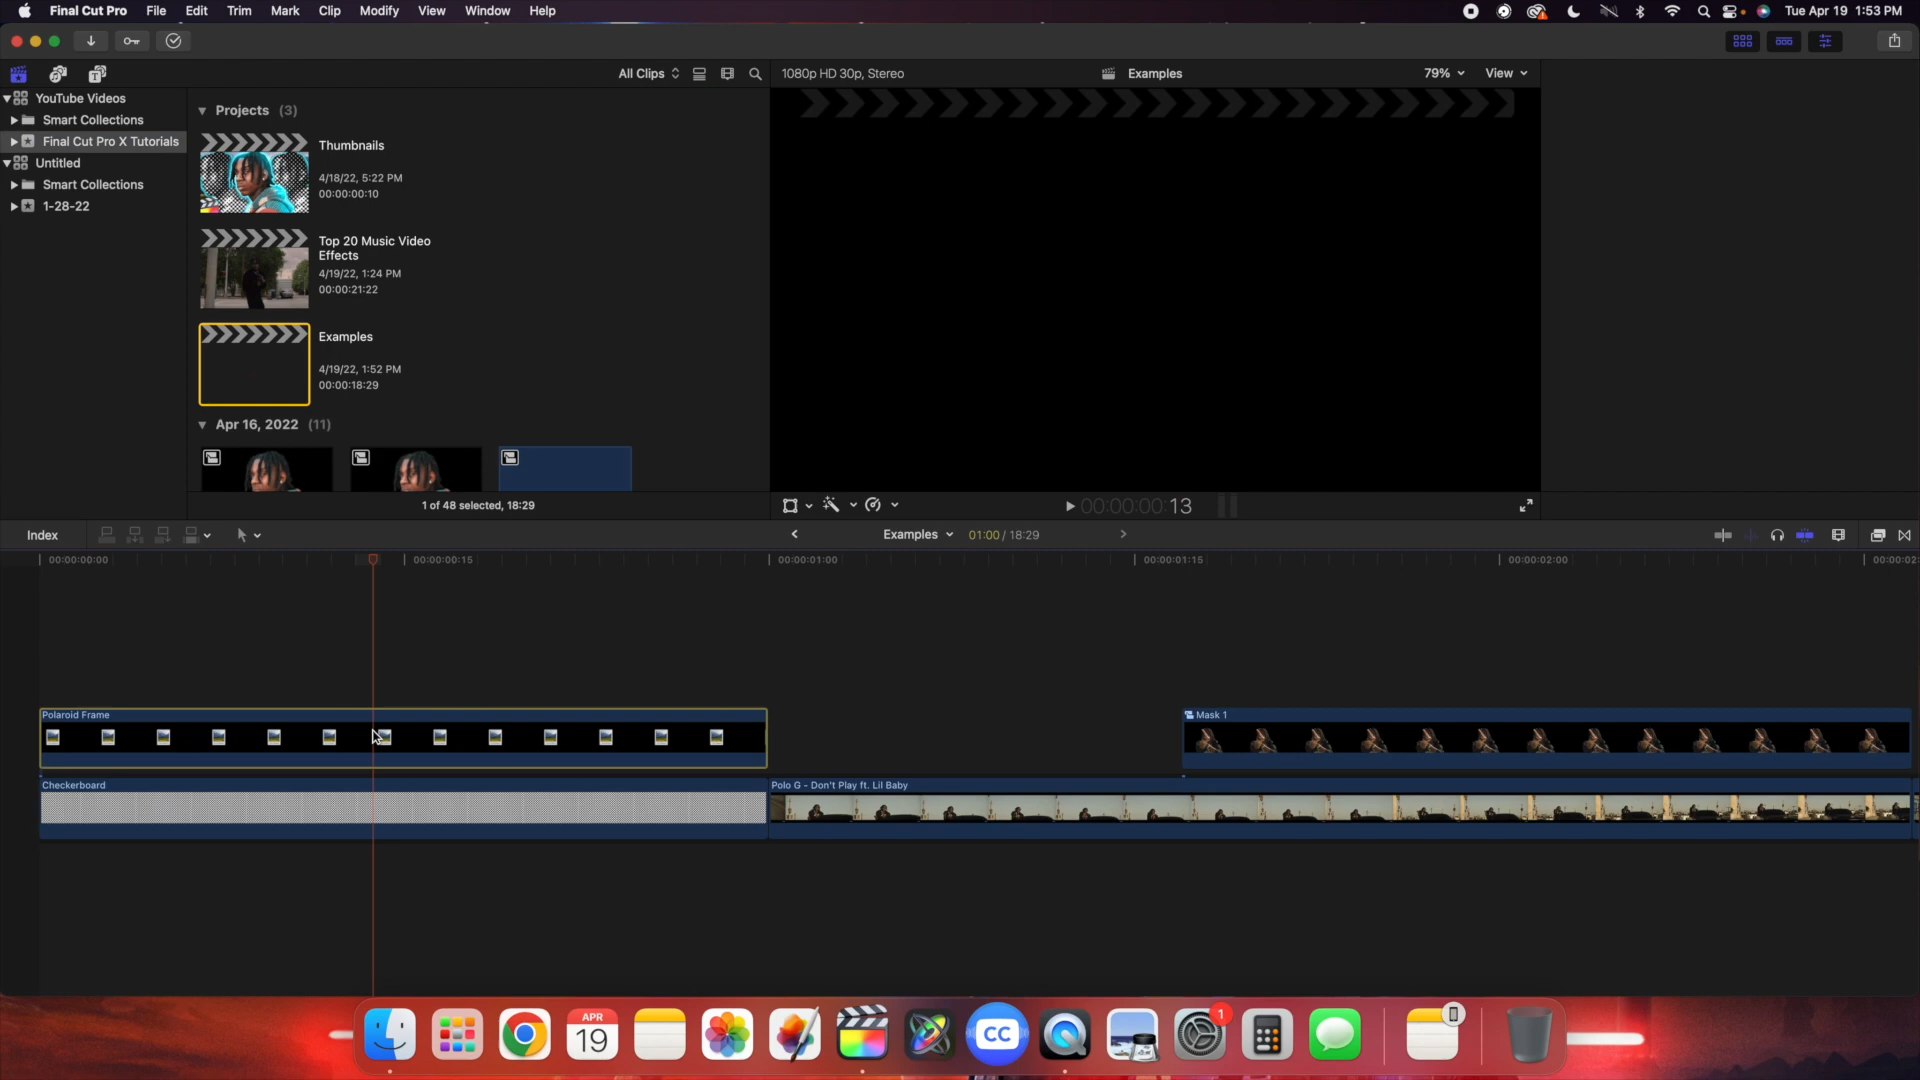 Final Cut Pro File Edit Trim Mark Clip Modify View Window Help
Tue Apr 19 1:53 PM
All Clips
1080p HD 30p, Stereo
Examples
79%
View
YouTube Videos
Smart Collections
Final Cut Pro X Tutorials
Untitled
Smart Collections
1-28-22
Projects (3)
Thumbnails
4/18/22, 5:22 PM
00:00:00:10
Top 20 Music Video
Effects
4/19/22, 1:24 PM
00:00:21:22
Examples
4/19/22, 1:52 PM
00:00:18:29
Apr 16, 2022 (11)
1 of 48 selected, 18:29
00:00:00:13
Index
Examples
01:00 / 18:29
00:00:00:00
00:00:00:15
00:00:01:00
00:00:01:15
00:00:02:00
00:00:02:
Polaroid Frame
Mask 1
Checkerboard
Polo G - Don't Play ft. Lil Baby
APR
19
CC
1